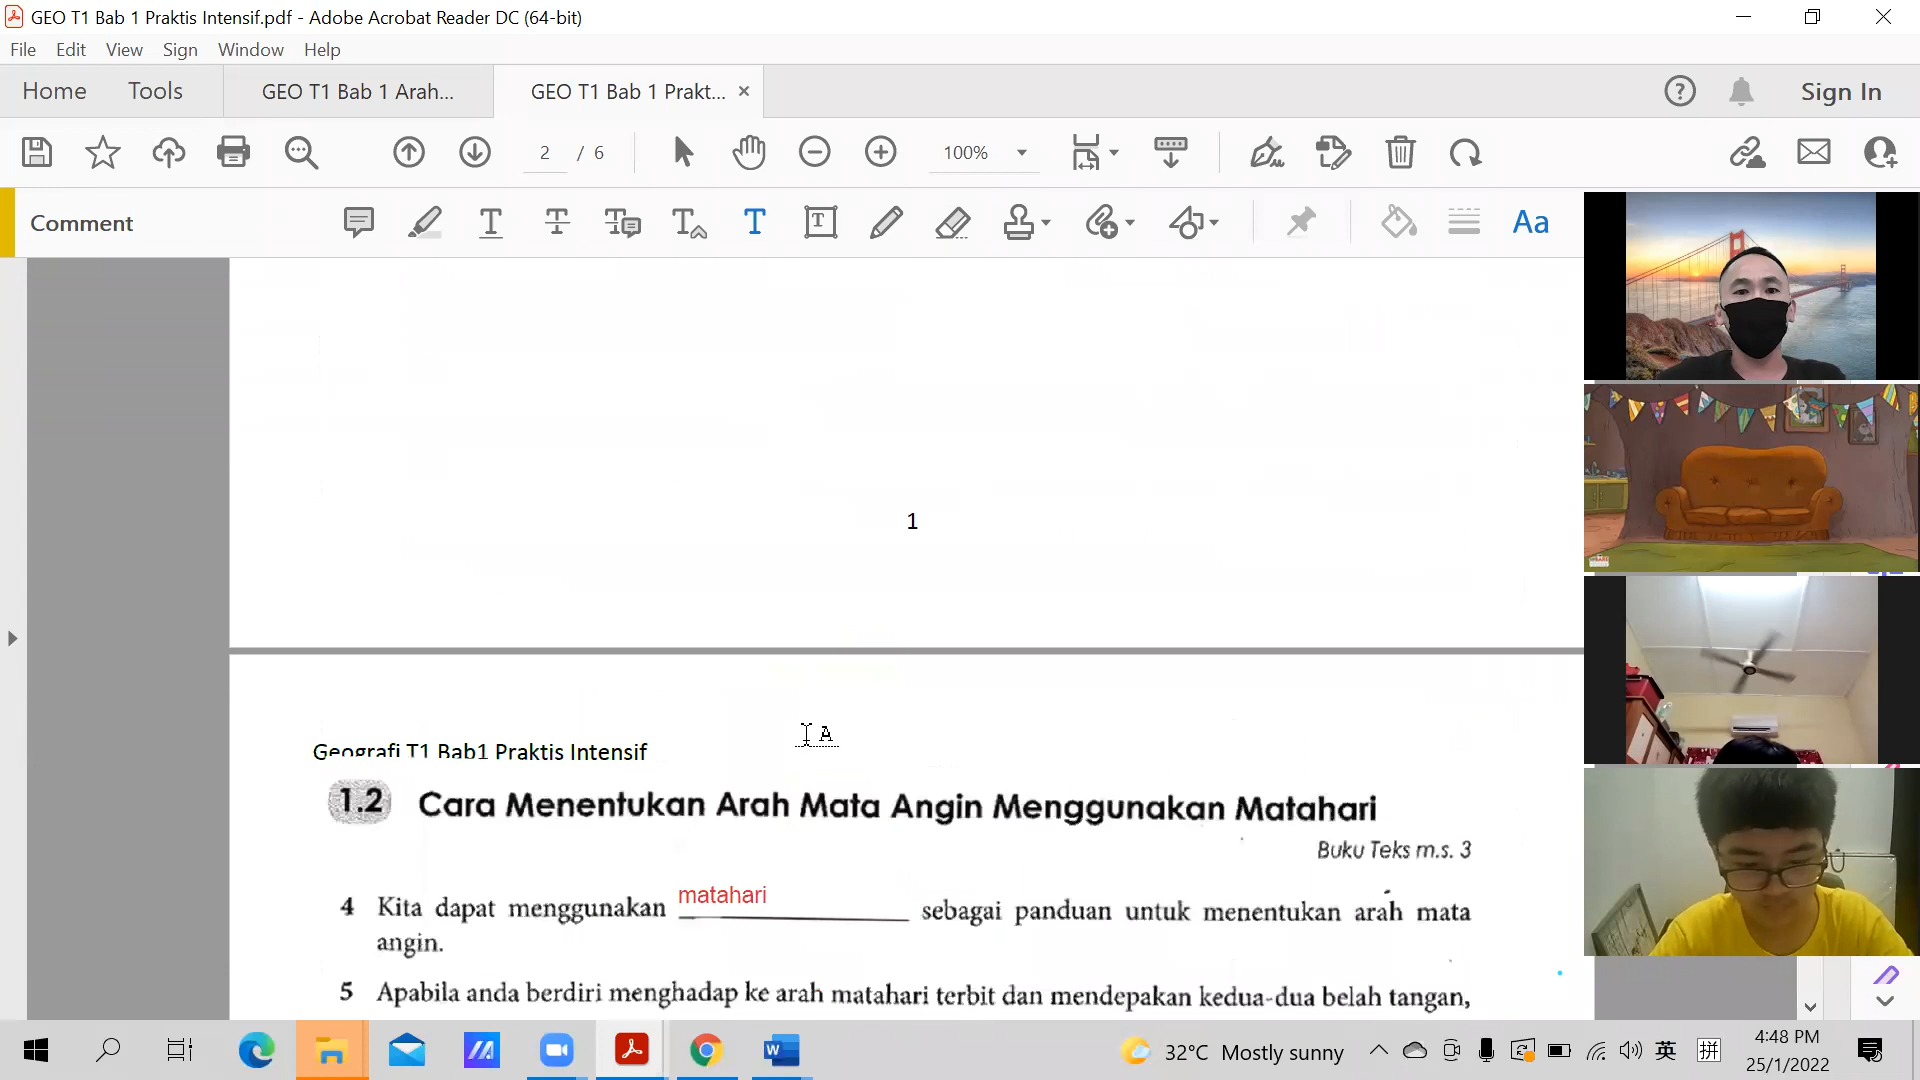 GEO T1 Bab 1 Praktis Intensif.pdf - Adobe Acrobat Reader DC (64-bit)
File Edit View Sign Window Help
Home Tools GEO T1 Bab 1 Arah... GEO T1 Bab 1 Prakt... × Sign In
2 / 6 100%
Comment Aa
1
A
Geografi T1 Bab1 Praktis Intensif
1.2 Cara Menentukan Arah Mata Angin Menggunakan Matahari
Buku Teks m.s. 3
4 Kita dapat menggunakan matahari sebagai panduan untuk menentukan arah mata
angin.
5 Apabila anda berdiri menghadap ke arah matahari terbit dan mendepakan kedua-dua belah tangan,
32°C Mostly sunny 英 拼 4:48 PM
25/1/2022